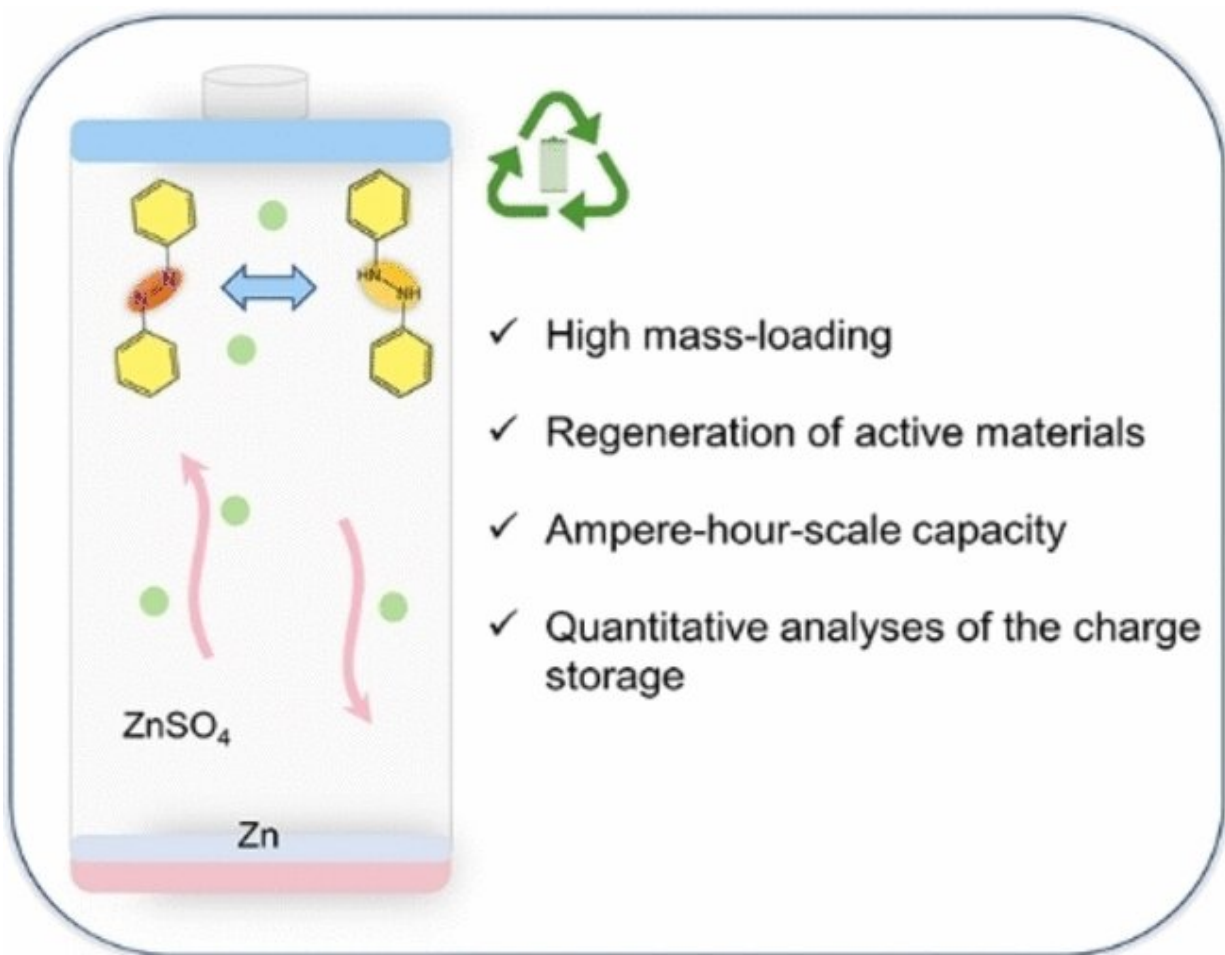 N
N
HN
NH
✓ High mass-loading
✓ Regeneration of active materials
✓ Ampere-hour-scale capacity
✓ Quantitative analyses of the charge
storage
ZnSO₄
Zn